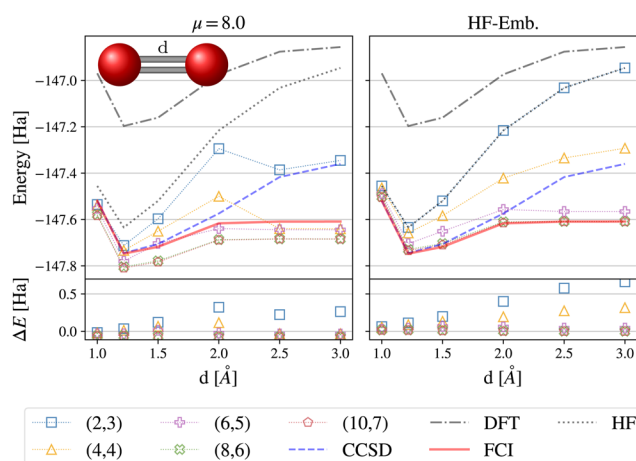 μ = 8.0
HF-Emb.
d
Energy [Ha]
−147.0
−147.2
−147.4
−147.6
−147.8
ΔE [Ha]
0.5
0.0
1.0 1.5 2.0 2.5 3.0
1.0 1.5 2.0 2.5 3.0
d [Å]
d [Å]
(2,3) (6,5) (10,7) DFT HF
(4,4) (8,6) CCSD FCI